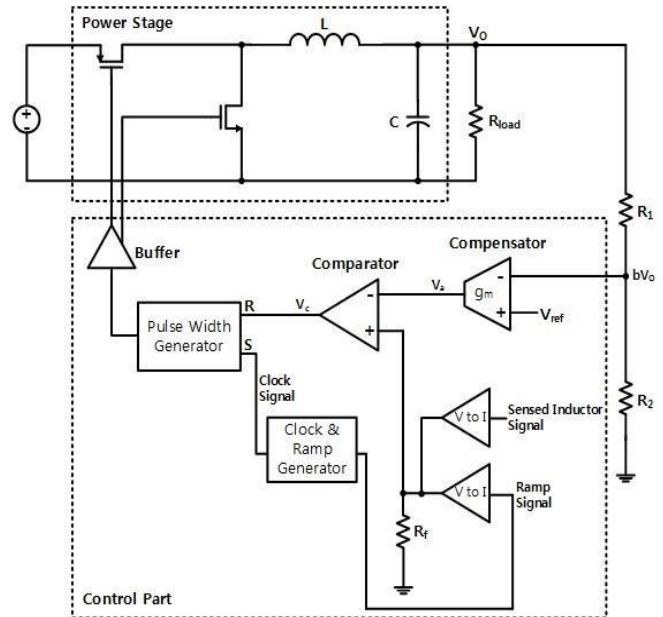 Power Stage
L
Vo
C
Rload
R1
Buffer
Compensator
Comparator
bVo
Va
gm
-
+
Vref
Vc
-
+
R
S
Pulse Width
Generator
Clock
Signal
R2
Clock &
Ramp
Generator
V to I
Sensed Inductor
Signal
V to I
Ramp
Signal
Rf
Control Part